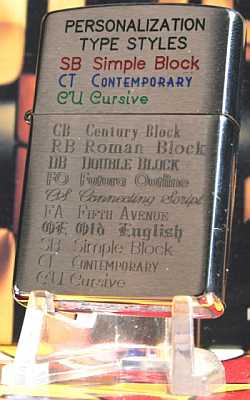 PERSONALIZATION
TYPE STYLES
SB Simple Block
CT CONTEMPORARY
CU Cursive
CB Century Block
RB Roman Block
DB DOUBLE BLOCK
FO Future Outline
CS Connecting Script
FA FIFTH AVENUE
OE Old English
SB Simple Block
CT CONTEMPORARY
CU Cursive